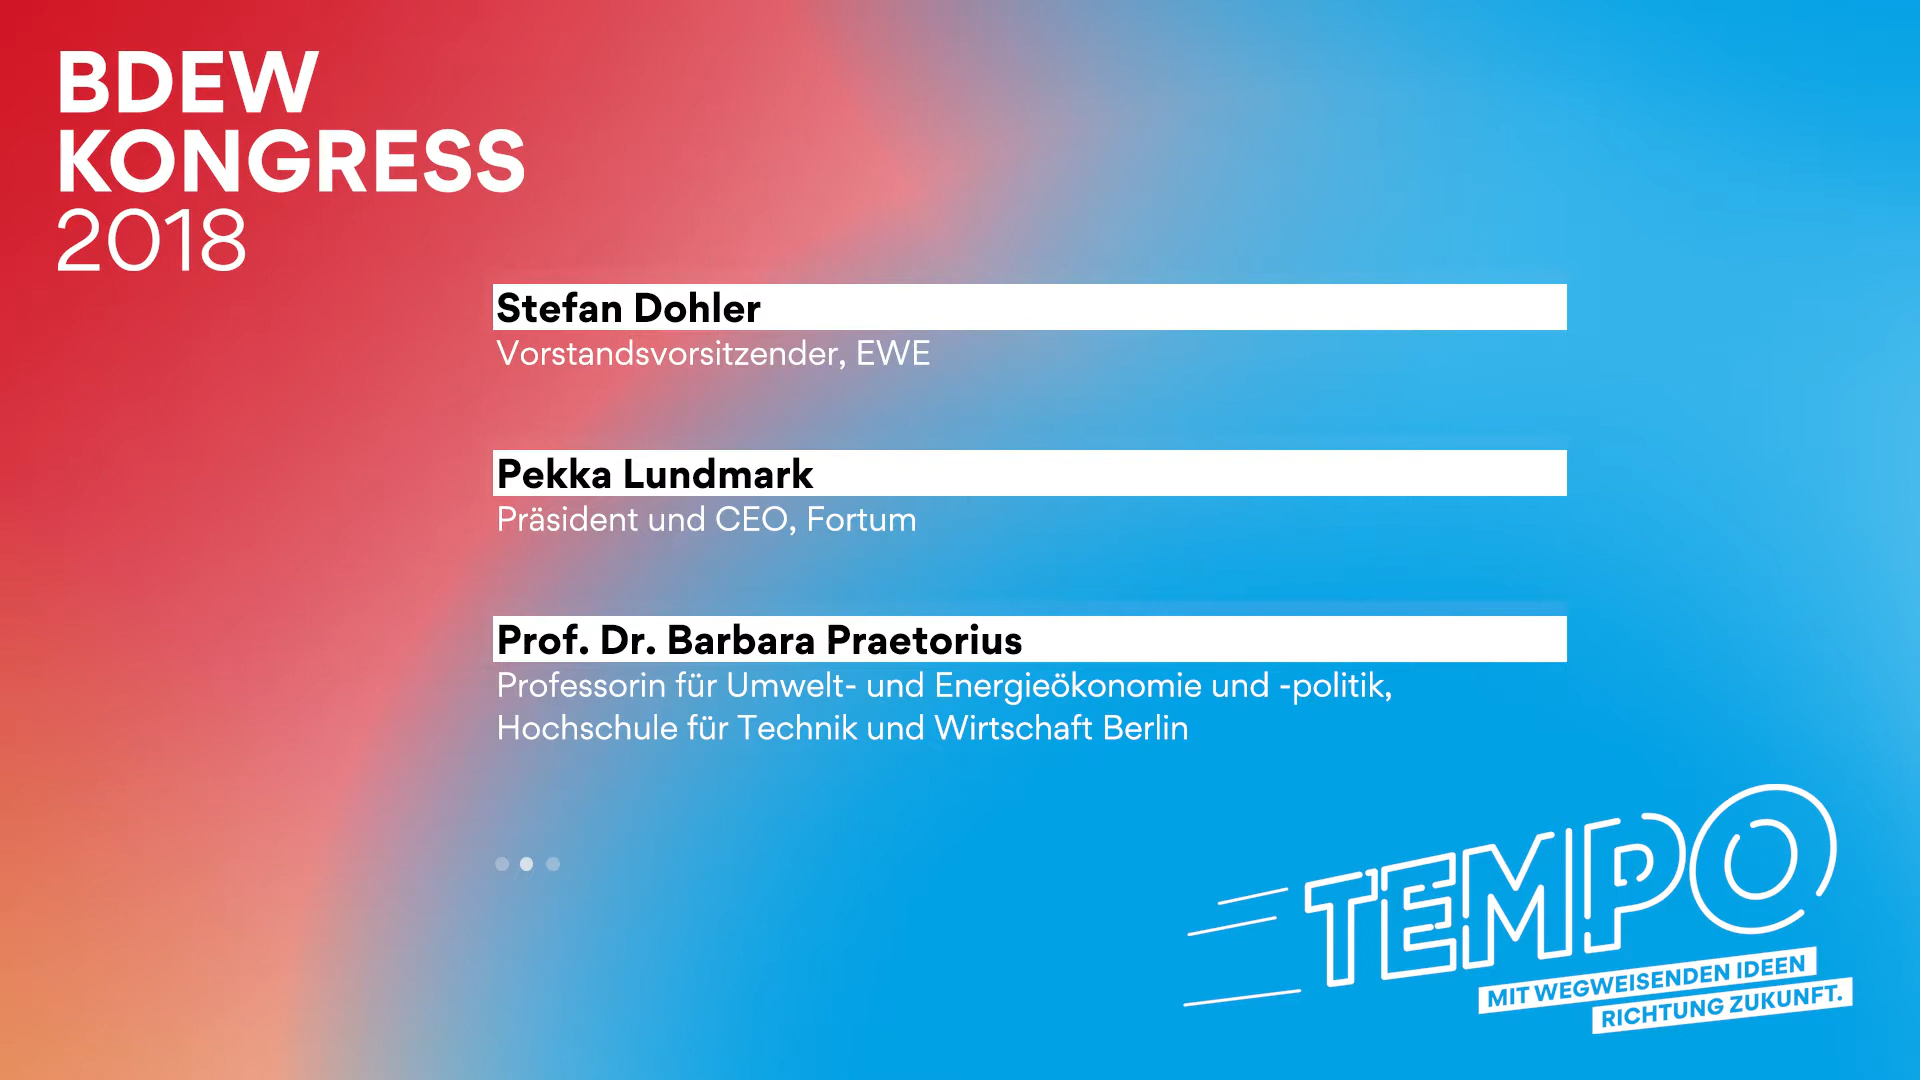 BDEW
KONGRESS
2018
Stefan Dohler
Vorstandsvorsitzender, EWE
Pekka Lundmark
Präsident und CEO, Fortum
Prof. Dr. Barbara Praetorius
Professorin für Umwelt- und Energieökonomie und -politik,
Hochschule für Technik und Wirtschaft Berlin
TEMPO
MIT WEGWEISENDEN IDEEN
RICHTUNG ZUKUNFT.